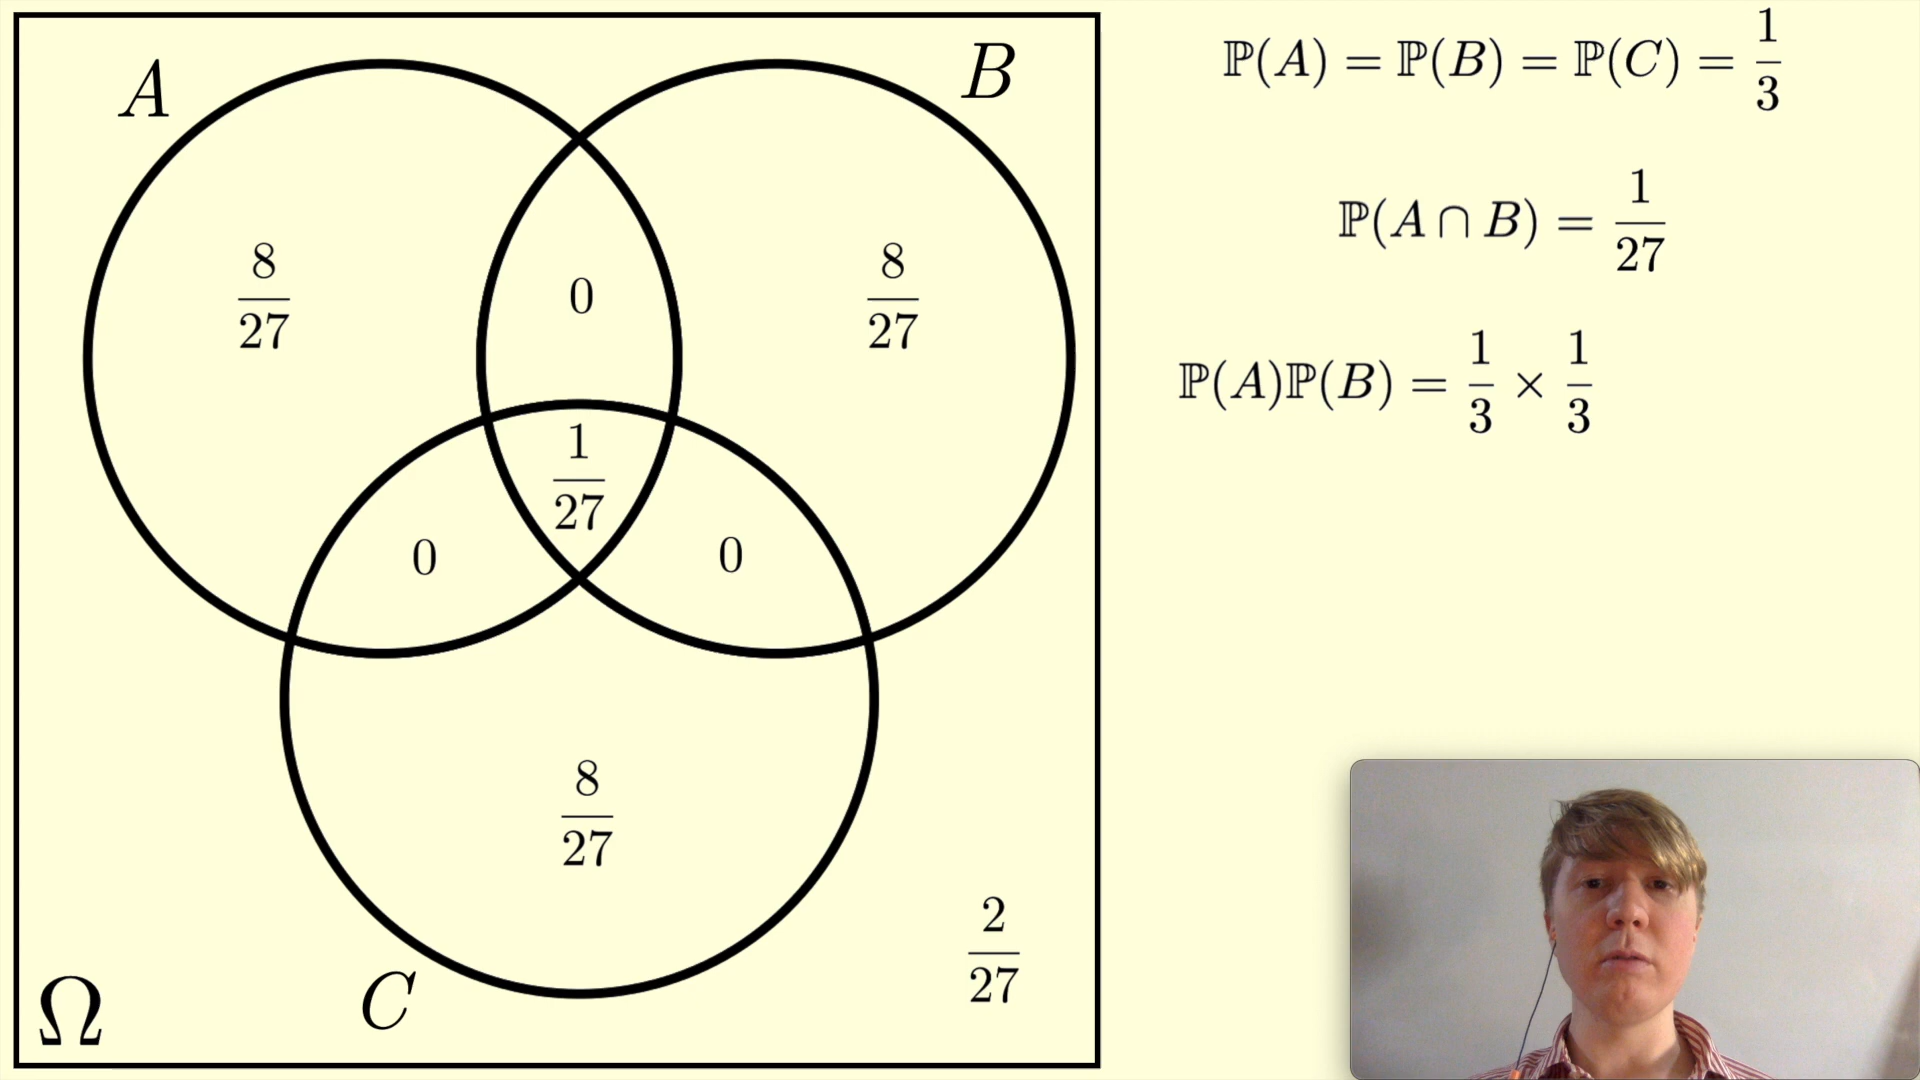 A
B
8/27
0
8/27
1/27
0
0
8/27
2/27
C
Ω
ℙ(A) = ℙ(B) = ℙ(C) = 1/3
ℙ(A ∩ B) = 1/27
ℙ(A)ℙ(B) = 1/3 × 1/3